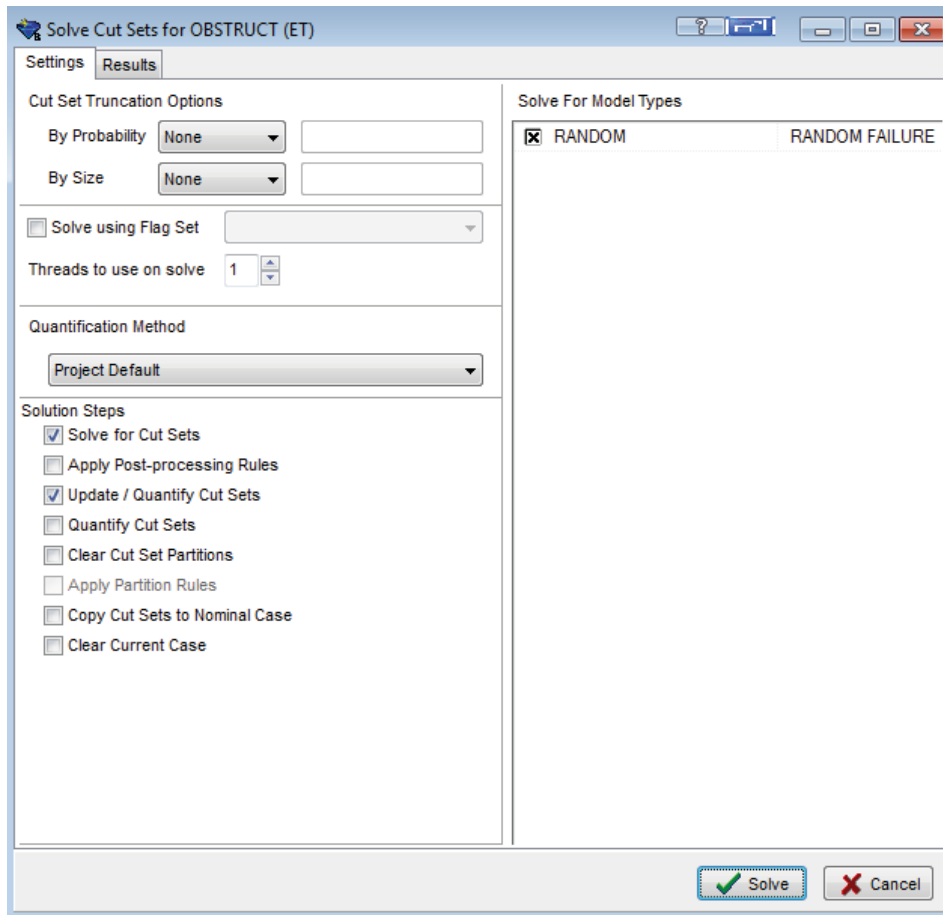 Solve Cut Sets for OBSTRUCT (ET)
Settings Results
Cut Set Truncation Options
By Probability None
By Size None
Solve using Flag Set
Threads to use on solve 1
Quantification Method
Project Default
Solution Steps
Solve for Cut Sets
Apply Post-processing Rules
Update / Quantify Cut Sets
Quantify Cut Sets
Clear Cut Set Partitions
Apply Partition Rules
Copy Cut Sets to Nominal Case
Clear Current Case
Solve For Model Types
RANDOM RANDOM FAILURE
Solve Cancel